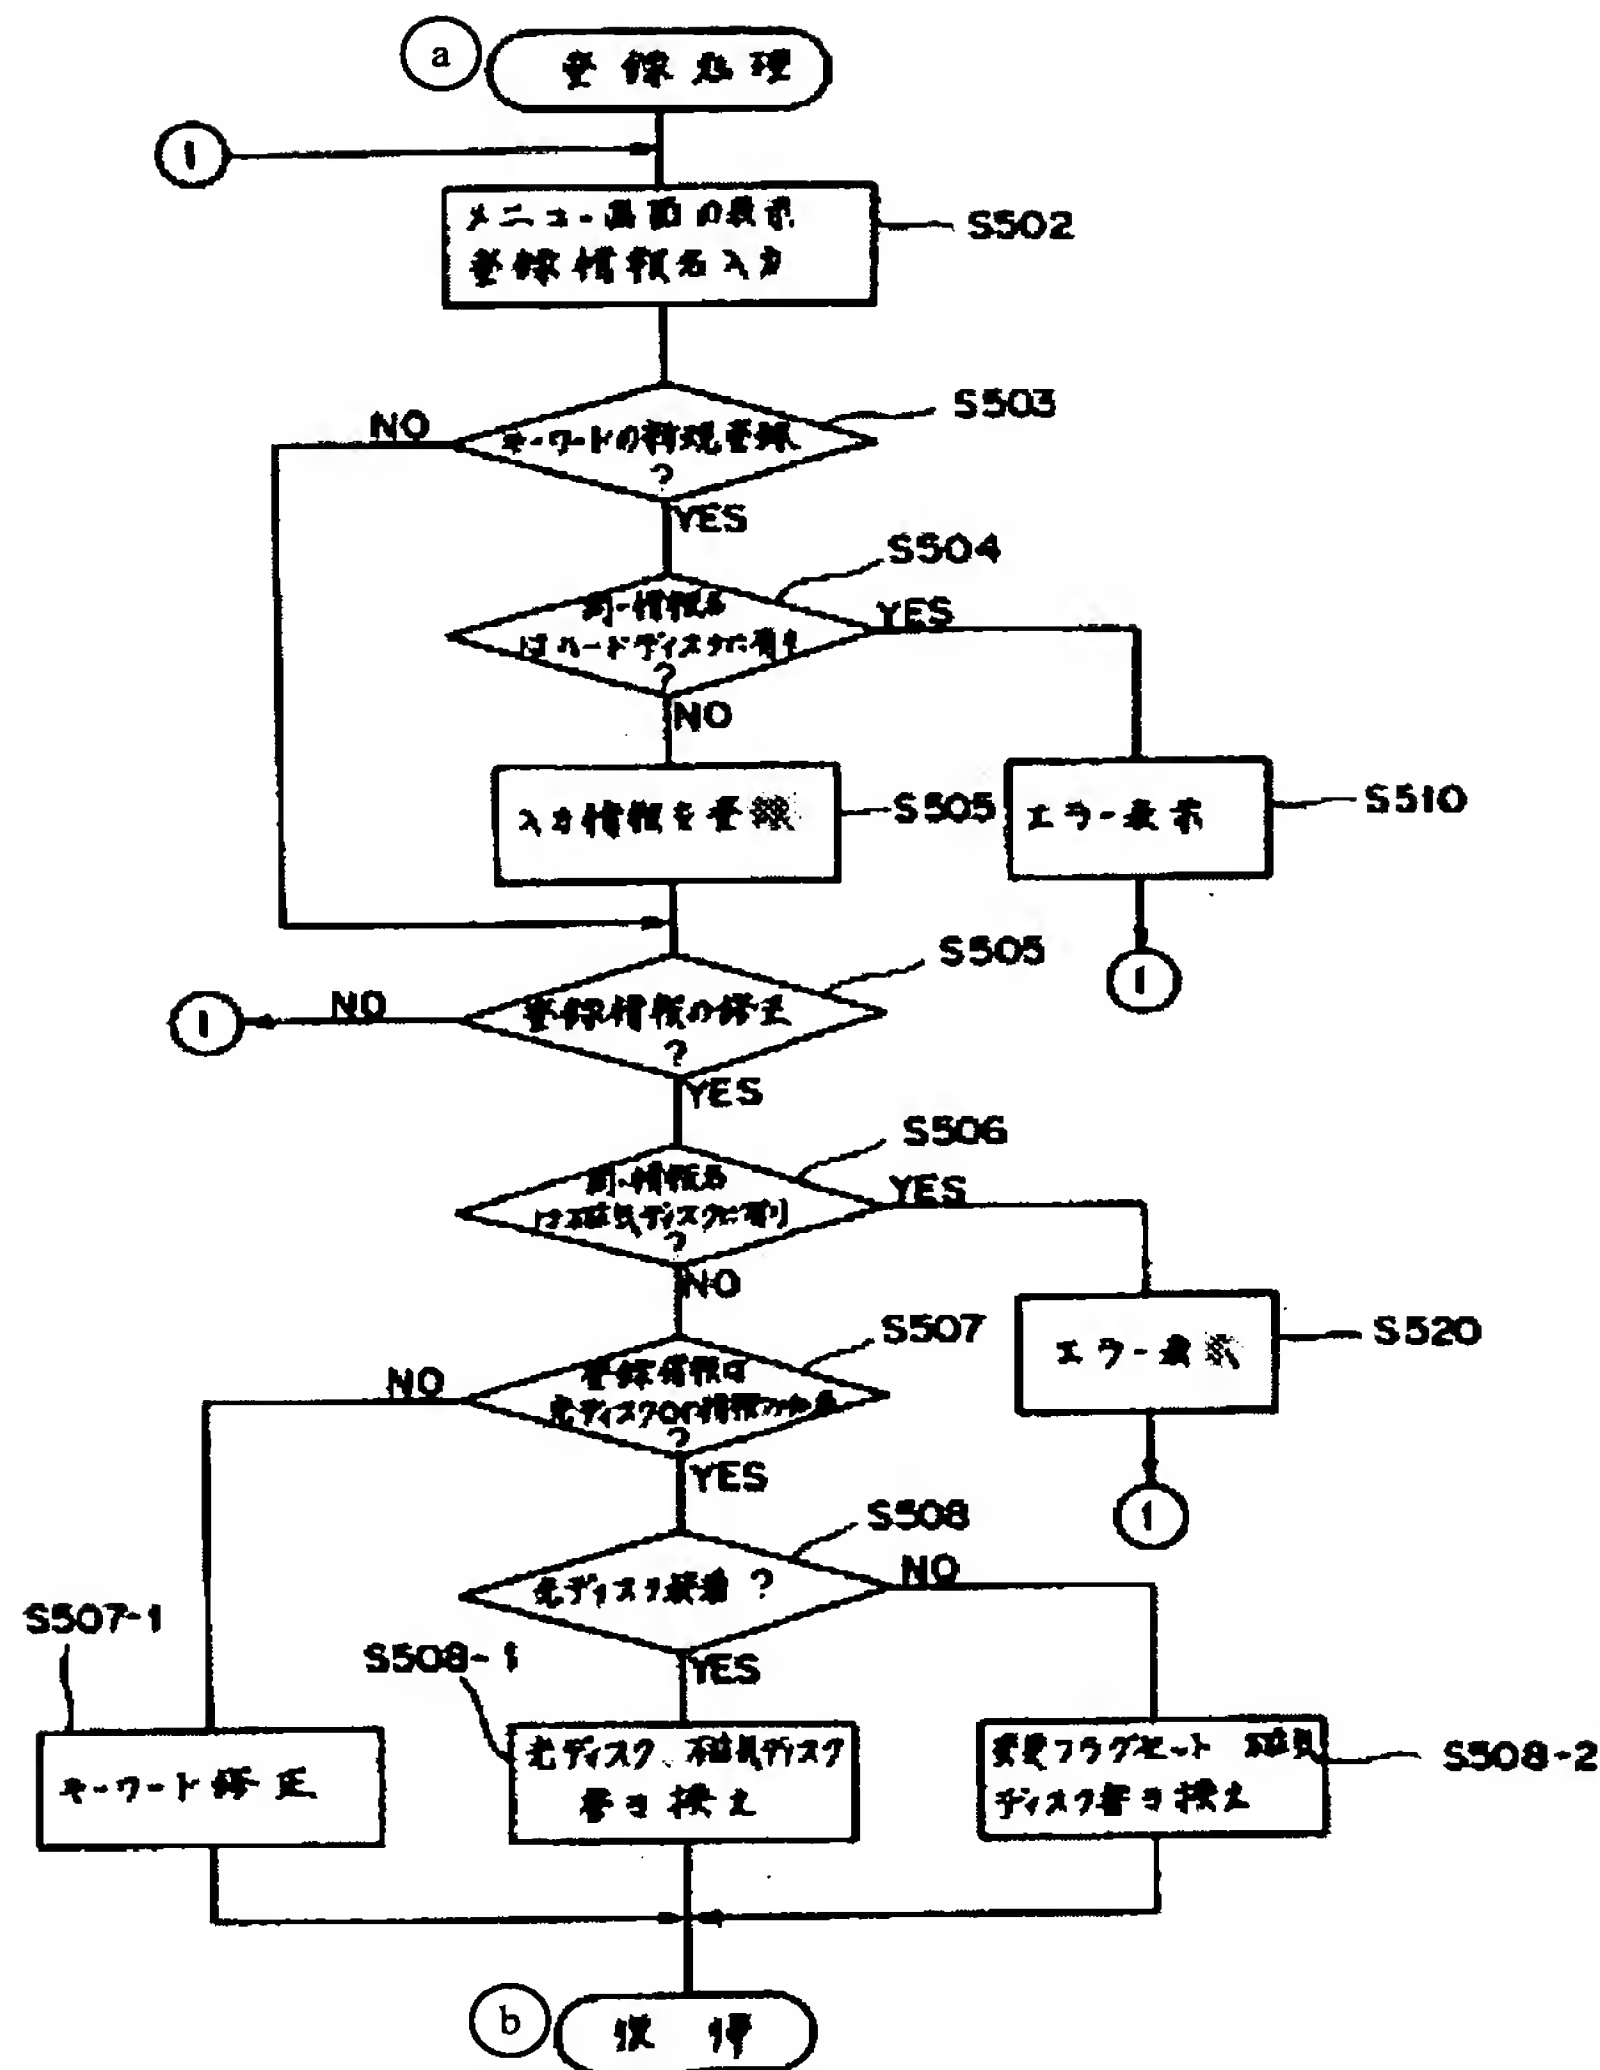 a
登録処理
1
メニュー画面の表示
登録情報名入力
S502
S503
NO
キーワードの新規登録
?
YES
S504
同一情報名
はハードディスクに有り
?
YES
NO
入力情報を登録
S505
エラー表示
S510
1
S505
登録情報の修正
?
NO
1
YES
S506
同一情報名
は磁気ディスクに有り
?
YES
NO
エラー表示
S520
1
S507
登録情報は
光ディスクの情報
?
NO
YES
S508
光ディスク装着?
NO
YES
S507-1
キーワード修正
S508-1
光ディスク、磁気ディスク
書き換え
変更フラグセット 磁気
ディスク書き換え
S508-2
b
復帰